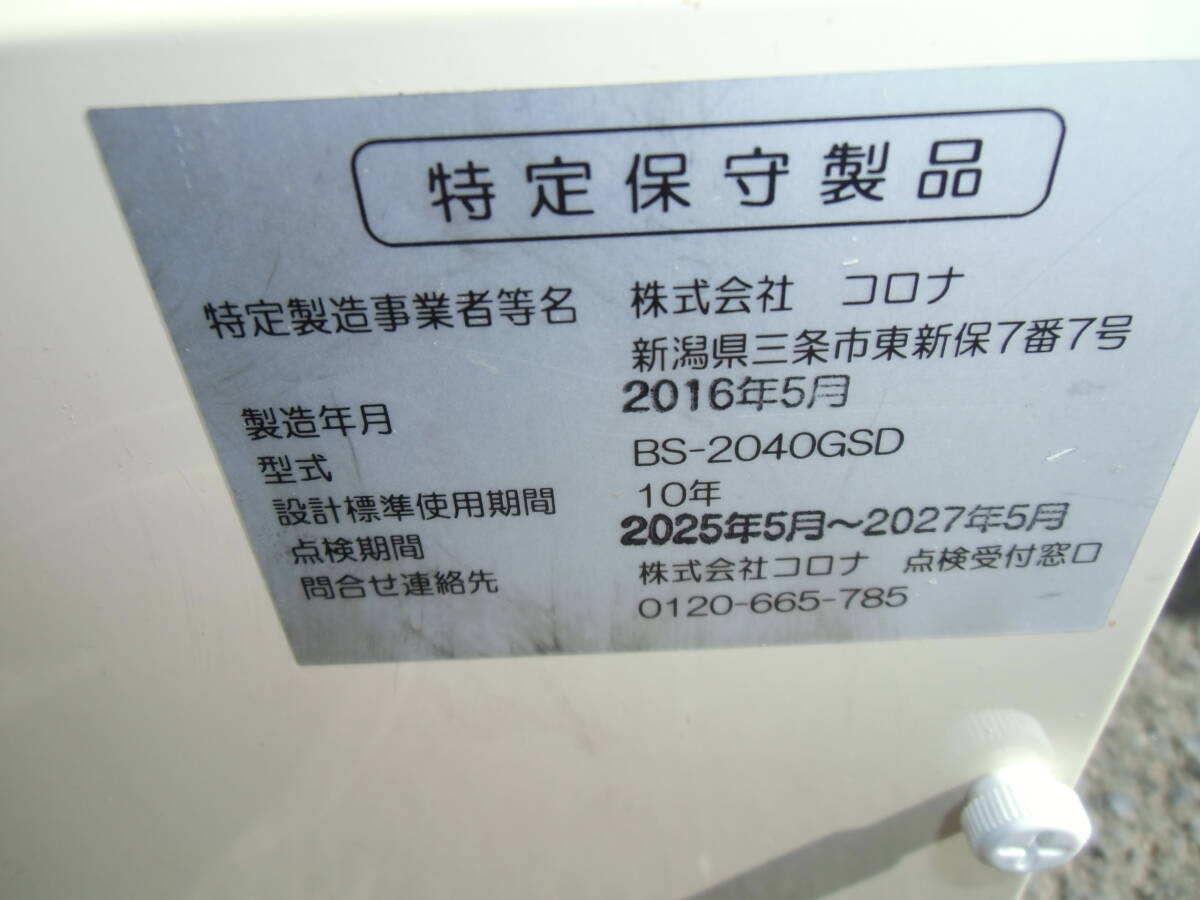 特定保守製品
特定製造事業者等名 株式会社 コロナ
新潟県三条市東新保7番7号
製造年月 2016年5月
型式 BS-2040GSD
設計標準使用期間 10年
点検期間 2025年5月～2027年5月
問合せ連絡先 株式会社コロナ 点検受付窓口
0120-665-785